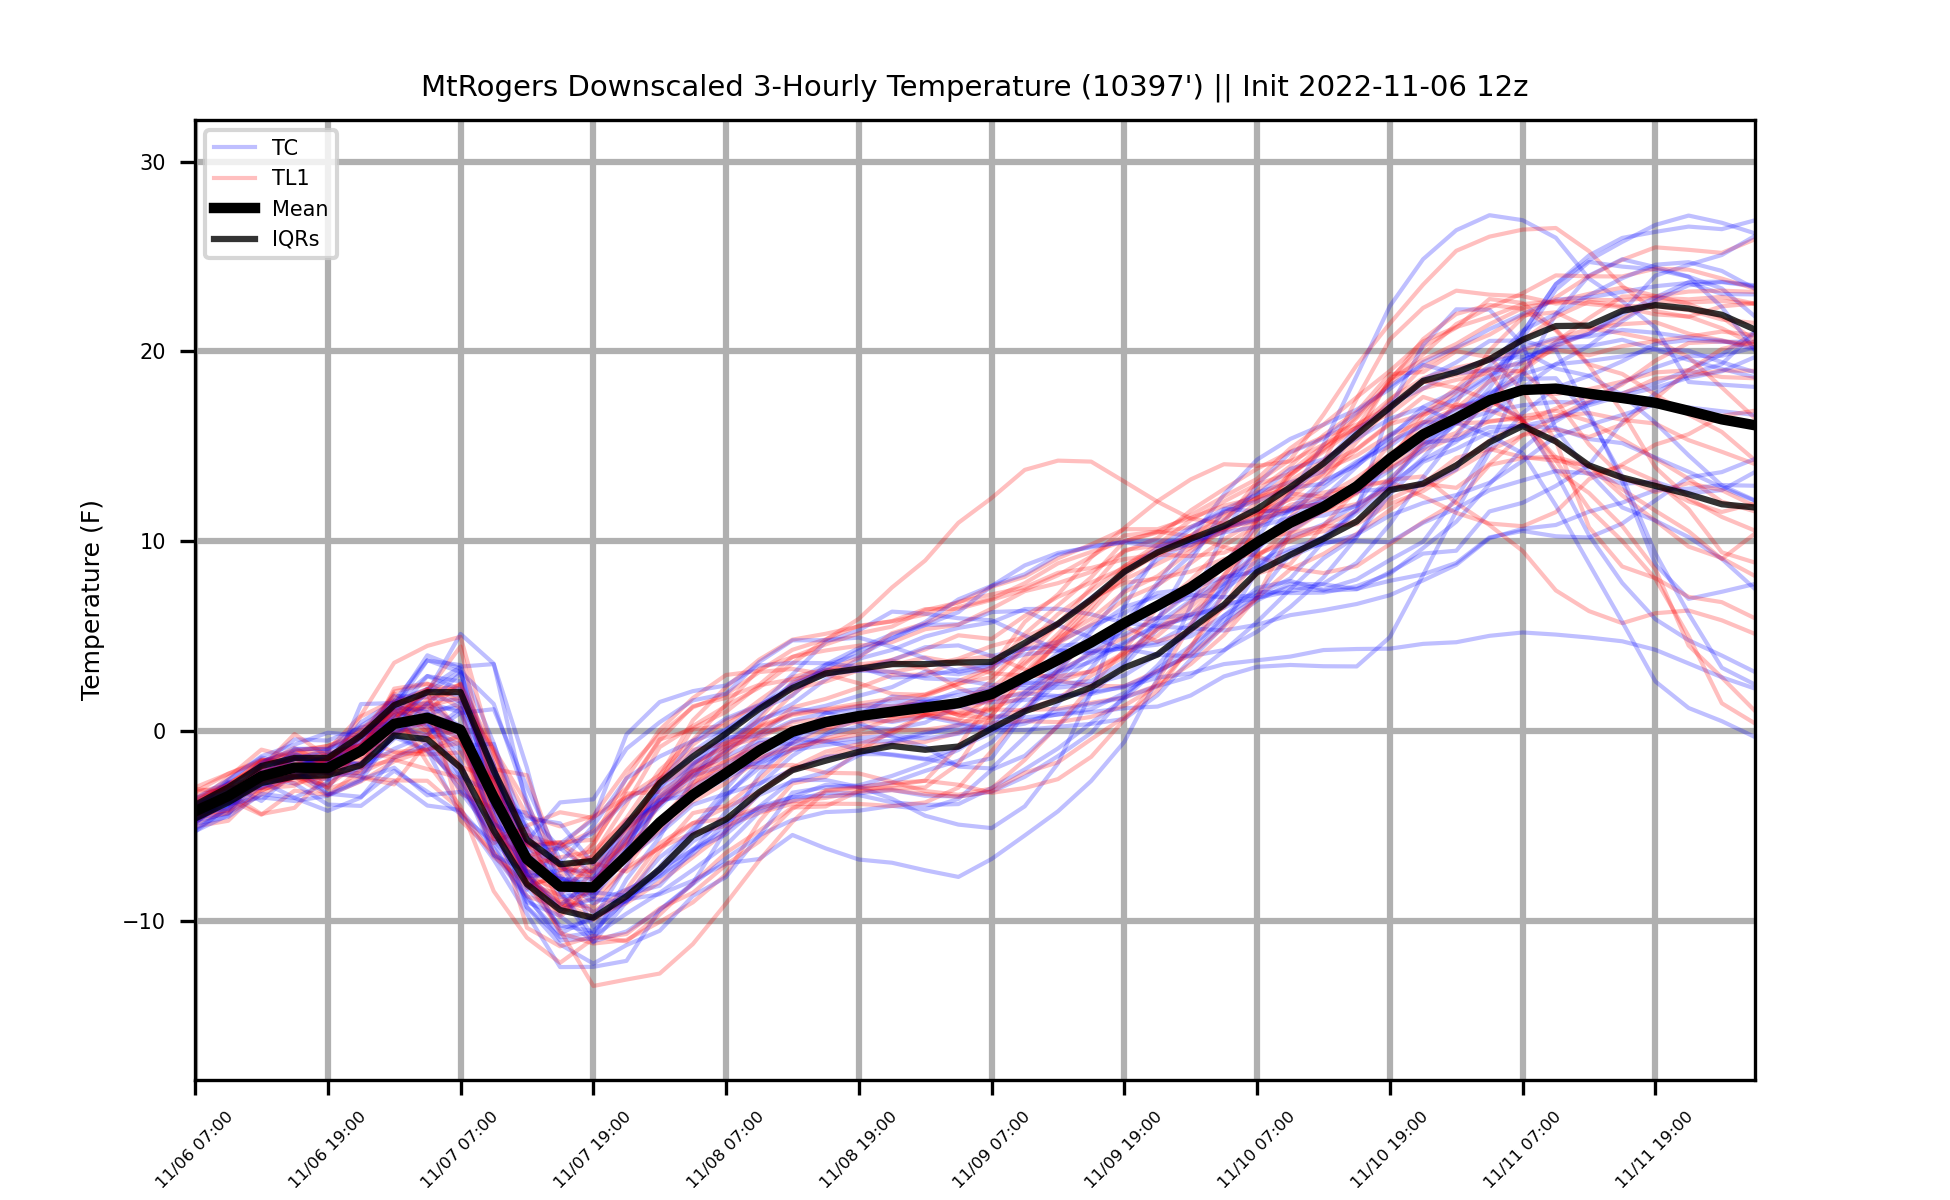 MtRogers Downscaled 3-Hourly Temperature (10397') || Init 2022-11-06 12z
TC
TL1
Mean
IQRs
Temperature (F)
30
20
10
0
−10
11/06 07:00
11/06 19:00
11/07 07:00
11/07 19:00
11/08 07:00
11/08 19:00
11/09 07:00
11/09 19:00
11/10 07:00
11/10 19:00
11/11 07:00
11/11 19:00